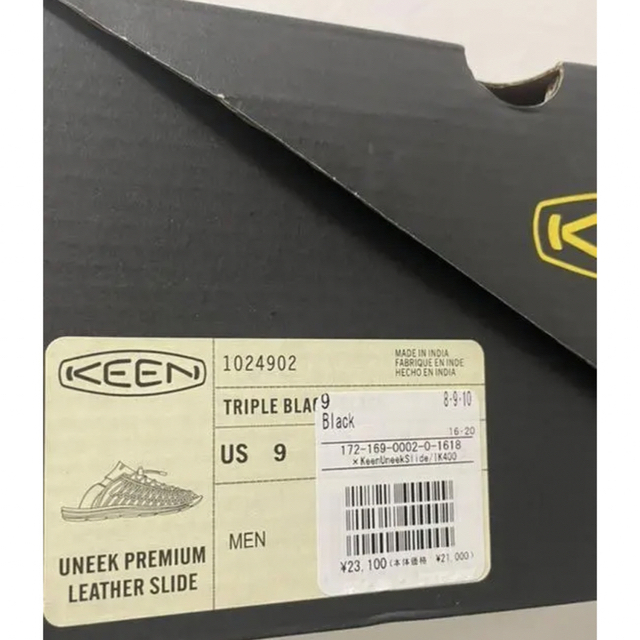 KEEN
1024902
MADE IN INDIA
FABRIQUE EN INDE
HECHO EN INDIA
TRIPLE BLAC
US 9
MEN
UNEEK PREMIUM
LEATHER SLIDE
9
8-9-10
Black
16-20
172-169-0002-0-1618
×KeenUneekSlide/IK400
¥23,100(本体価格 ¥21,000)